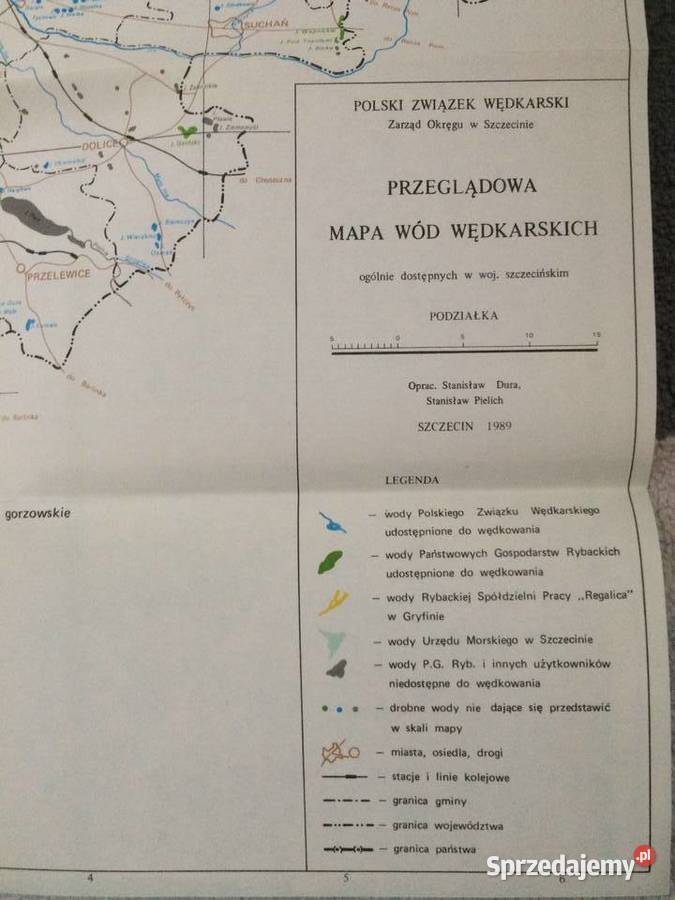 SUCHAŃ
DOLICE
PRZELEWICE
do Choszczna
do Barlinka
gorzowskie
POLSKI ZWIĄZEK WĘDKARSKI
Zarząd Okręgu w Szczecinie
PRZEGLĄDOWA
MAPA WÓD WĘDKARSKICH
ogólnie dostępnych w woj. szczecińskim
PODZIAŁKA
5 0 5 10 15
Oprac. Stanisław Dura,
Stanisław Pielich
SZCZECIN 1989
LEGENDA
– wody Polskiego Związku Wędkarskiego
udostępnione do wędkowania
– wody Państwowych Gospodarstw Rybackich
udostępnione do wędkowania
– wody Rybackiej Spółdzielni Pracy „Regalica"
w Gryfinie
– wody Urzędu Morskiego w Szczecinie
– wody P.G. Ryb. i innych użytkowników
niedostępne do wędkowania
– drobne wody nie dające się przedstawić
w skali mapy
– miasta, osiedla, drogi
– stacje i linie kolejowe
– granica gminy
– granica województwa
– granica państwa
4 5 6
Sprzedajemy.pl